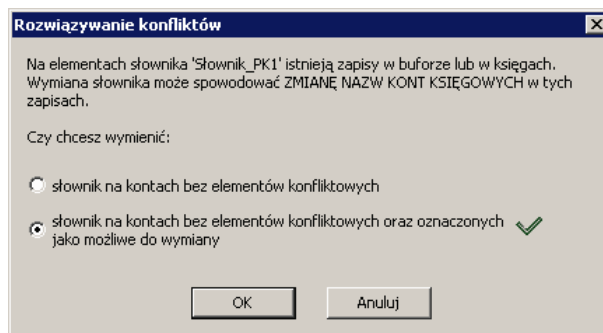 Rozwiązywanie konfliktów
Na elementach słownika 'Słownik_PK1' istnieją zapisy w buforze lub w księgach.
Wymiana słownika może spowodować ZMIANĘ NAZW KONT KSIĘGOWYCH w tych
zapisach.
Czy chcesz wymienić:
słownik na kontach bez elementów konfliktowych
słownik na kontach bez elementów konfliktowych oraz oznaczonych
jako możliwe do wymiany
OK
Anuluj